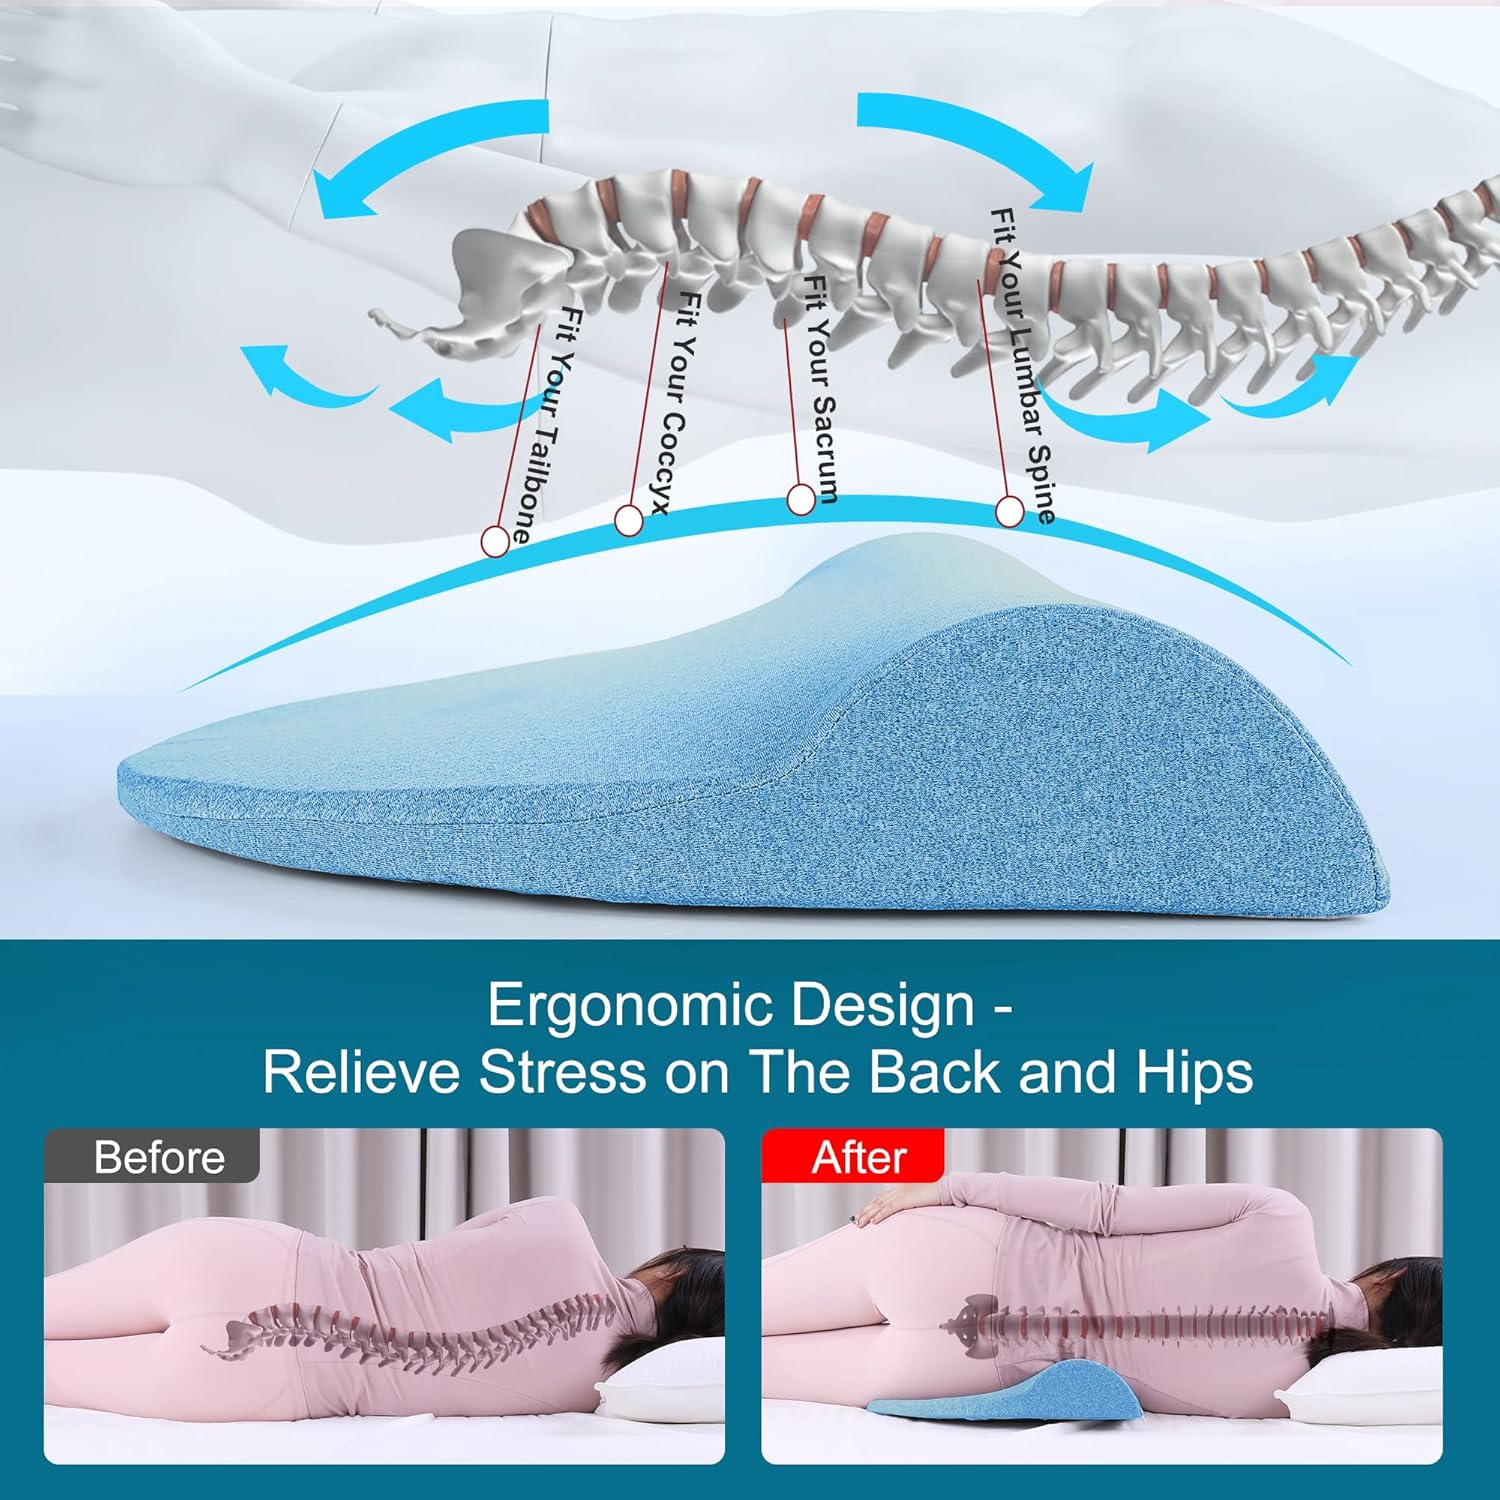 Fit Your Tailbone
Fit Your Coccyx
Fit Your Sacrum
Fit Your Lumbar Spine
Ergonomic Design -
Relieve Stress on The Back and Hips
Before
After